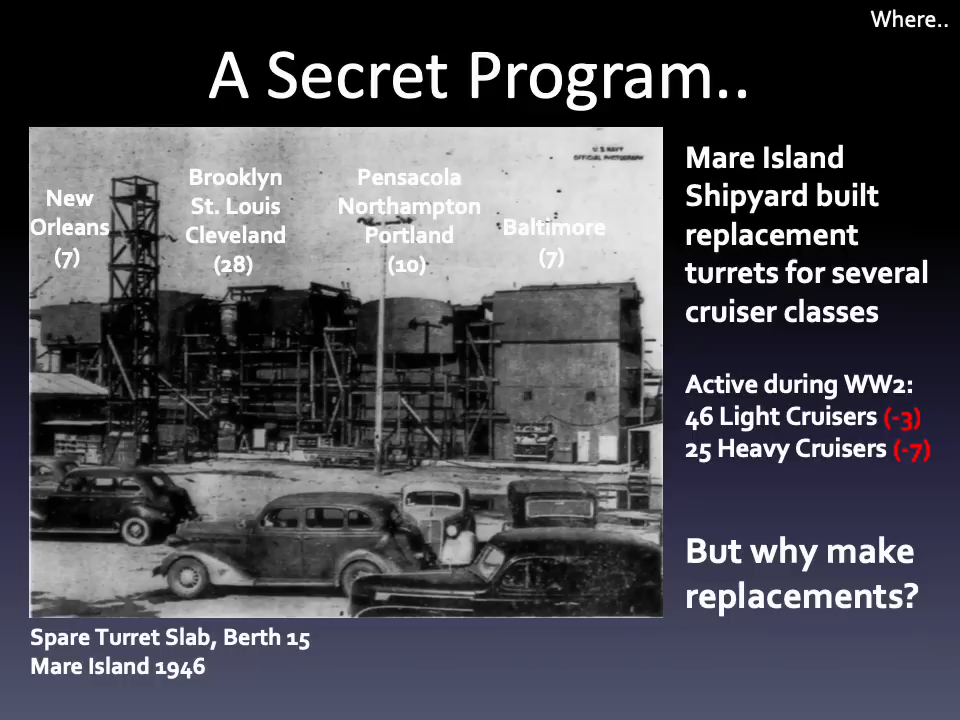 Where..
A Secret Program..
U.S. NAVY
OFFICIAL PHOTOGRAPH
New
Orleans
(7)
Brooklyn
St. Louis
Cleveland
(28)
Pensacola
Northampton
Portland
(10)
Baltimore
(7)
Mare Island
Shipyard built
replacement
turrets for several
cruiser classes
Active during WW2:
46 Light Cruisers (-3)
25 Heavy Cruisers (-7)
But why make
replacements?
Spare Turret Slab, Berth 15
Mare Island 1946